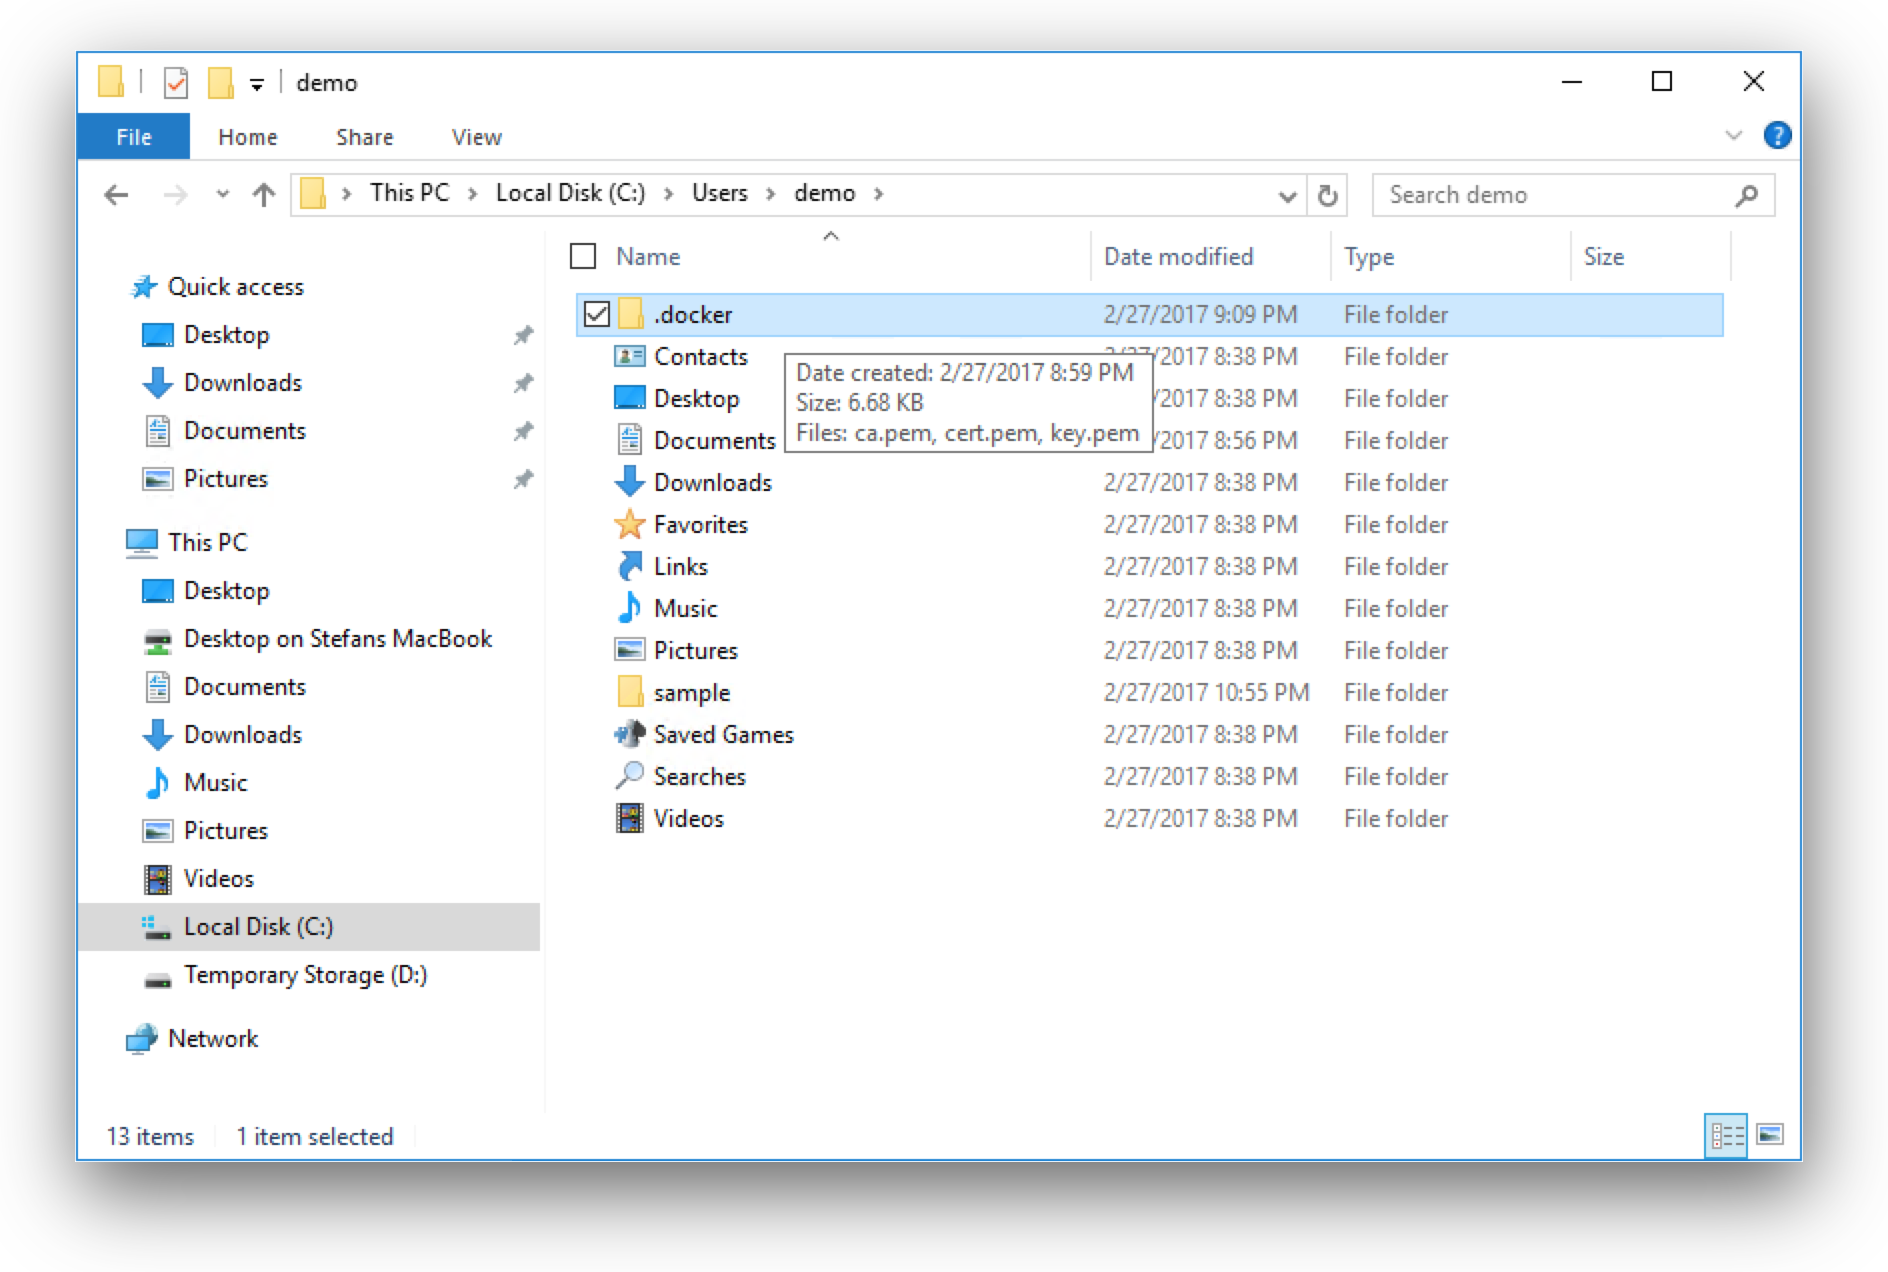 demo
File Home Share View
?
This PC Local Disk (C:) Users demo
Search demo
Name Date modified Type Size
Quick access
Desktop
Downloads
Documents
Pictures
This PC
Desktop
Desktop on Stefans MacBook
Documents
Downloads
Music
Pictures
Videos
Local Disk (C:)
Temporary Storage (D:)
Network
.docker 2/27/2017 9:09 PM File folder
Contacts /27/2017 8:38 PM File folder
Desktop /2017 8:38 PM File folder
Documents /2017 8:56 PM File folder
Date created: 2/27/2017 8:59 PM
Size: 6.68 KB
Files: ca.pem, cert.pem, key.pem
Downloads 2/27/2017 8:38 PM File folder
Favorites 2/27/2017 8:38 PM File folder
Links 2/27/2017 8:38 PM File folder
Music 2/27/2017 8:38 PM File folder
Pictures 2/27/2017 8:38 PM File folder
sample 2/27/2017 10:55 PM File folder
Saved Games 2/27/2017 8:38 PM File folder
Searches 2/27/2017 8:38 PM File folder
Videos 2/27/2017 8:38 PM File folder
13 items 1 item selected